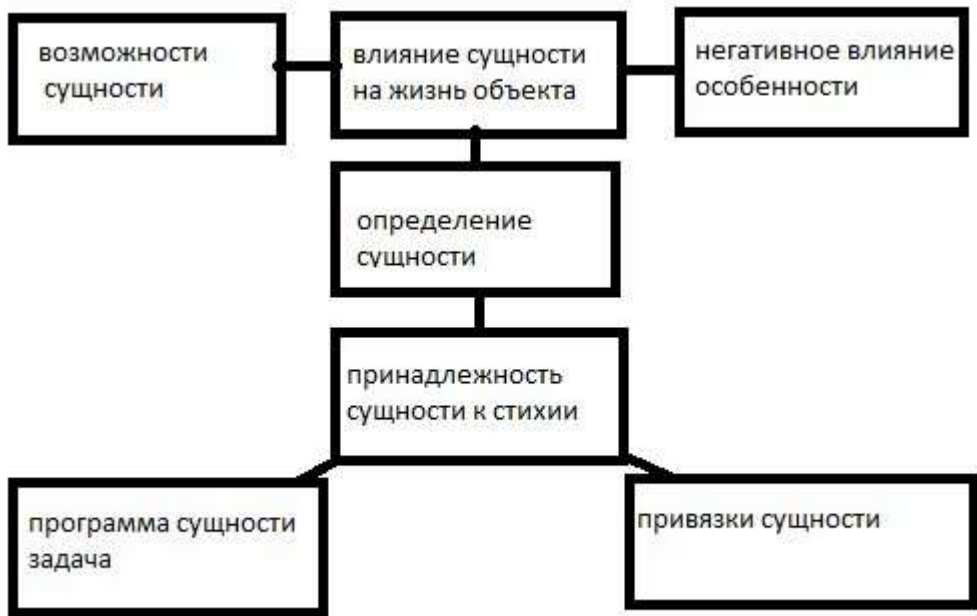 возможности
сущности
влияние сущности
на жизнь объекта
негативное влияние
особенности
определение
сущности
принадлежность
сущности к стихии
программа сущности
задача
привязки сущности